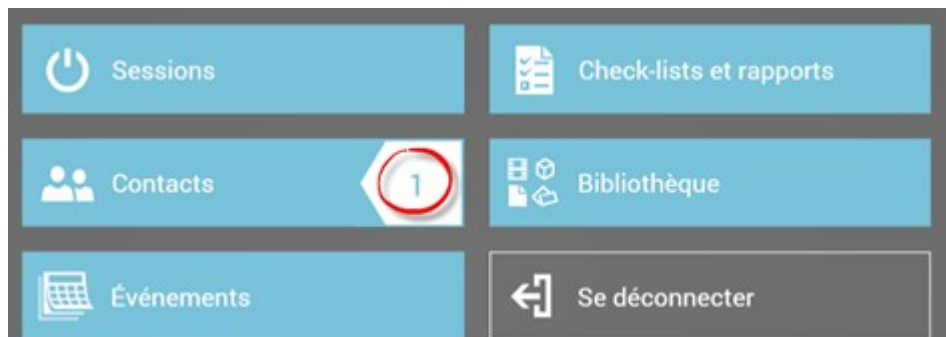 Sessions
Check-lists et rapports
Contacts
1
Bibliothèque
Événements
Se déconnecter